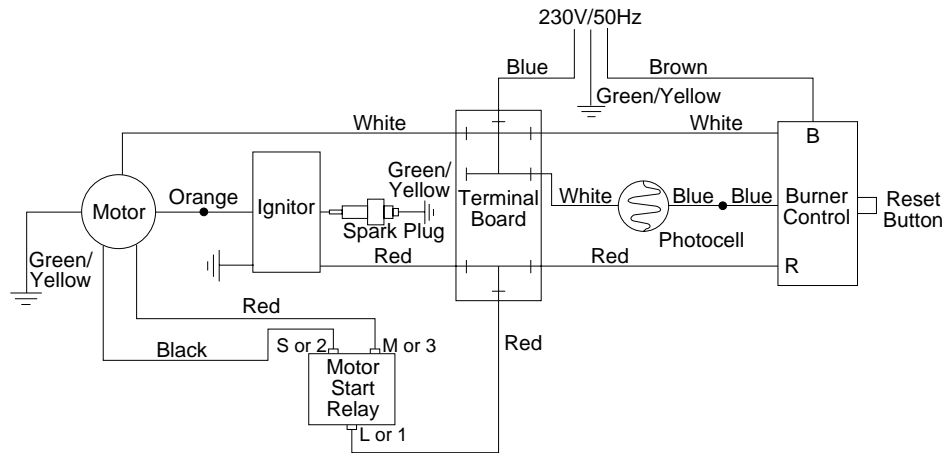 230V/50Hz
Blue
Brown
Green/Yellow
White
White
B
Green/
Yellow
Orange
Ignitor
Motor
Terminal
Board
White
Blue
Blue
Burner
Control
Reset
Button
Spark Plug
Photocell
Green/
Yellow
Red
Red
R
Red
Black
S or 2
M or 3
Red
Motor
Start
Relay
L or 1